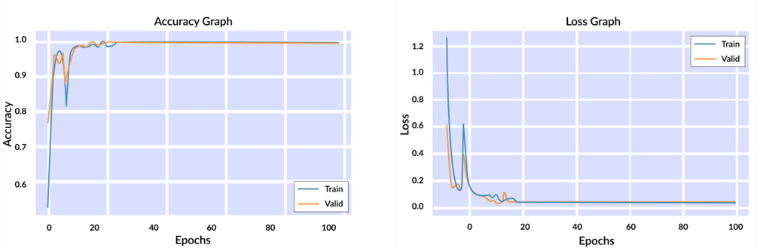 Accuracy Graph
1.0
0.9
0.8
0.7
0.6
Accuracy
0 20 40 60 80 100
Epochs
Train
Valid
Loss Graph
1.2
1.0
0.8
0.6
0.4
0.2
0.0
Loss
0 20 40 60 80 100
Epochs
Train
Valid